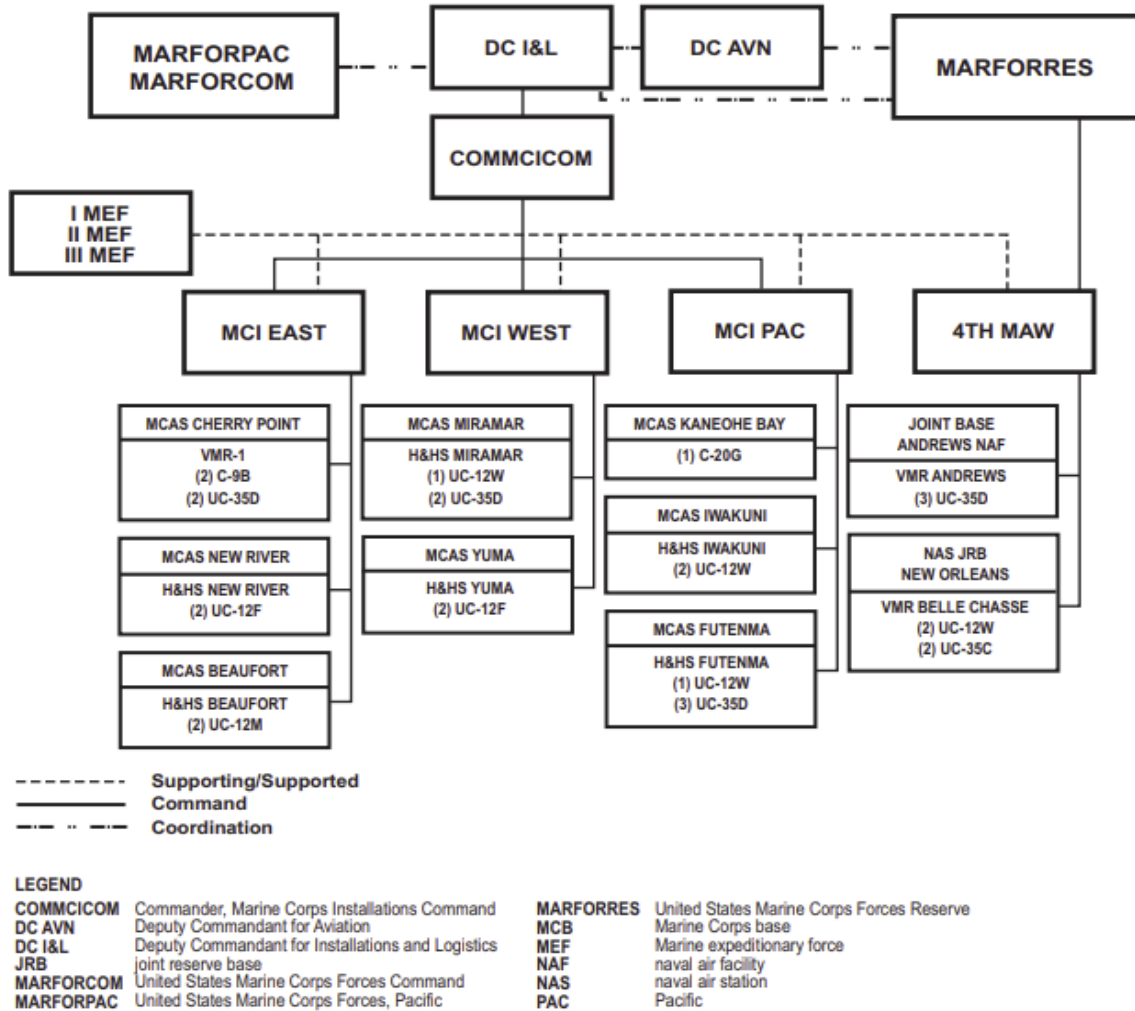 MARFORPAC
MARFORCOM
DC I&L
DC AVN
MARFORRES
COMMCICOM
I MEF
II MEF
III MEF
MCI EAST
MCI WEST
MCI PAC
4TH MAW
MCAS CHERRY POINT
VMR-1
(2) C-9B
(2) UC-35D
MCAS NEW RIVER
H&HS NEW RIVER
(2) UC-12F
MCAS BEAUFORT
H&HS BEAUFORT
(2) UC-12M
MCAS MIRAMAR
H&HS MIRAMAR
(1) UC-12W
(2) UC-35D
MCAS YUMA
H&HS YUMA
(2) UC-12F
MCAS KANEOHE BAY
(1) C-20G
MCAS IWAKUNI
H&HS IWAKUNI
(2) UC-12W
MCAS FUTENMA
H&HS FUTENMA
(1) UC-12W
(3) UC-35D
JOINT BASE
ANDREWS NAF
VMR ANDREWS
(3) UC-35D
NAS JRB
NEW ORLEANS
VMR BELLE CHASSE
(2) UC-12W
(2) UC-35C
Supporting/Supported
Command
Coordination
LEGEND
COMMCICOM Commander, Marine Corps Installations Command
DC AVN Deputy Commandant for Aviation
DC I&L Deputy Commandant for Installations and Logistics
JRB joint reserve base
MARFORCOM United States Marine Corps Forces Command
MARFORPAC United States Marine Corps Forces, Pacific
MARFORRES United States Marine Corps Forces Reserve
MCB Marine Corps base
MEF Marine expeditionary force
NAF naval air facility
NAS naval air station
PAC Pacific